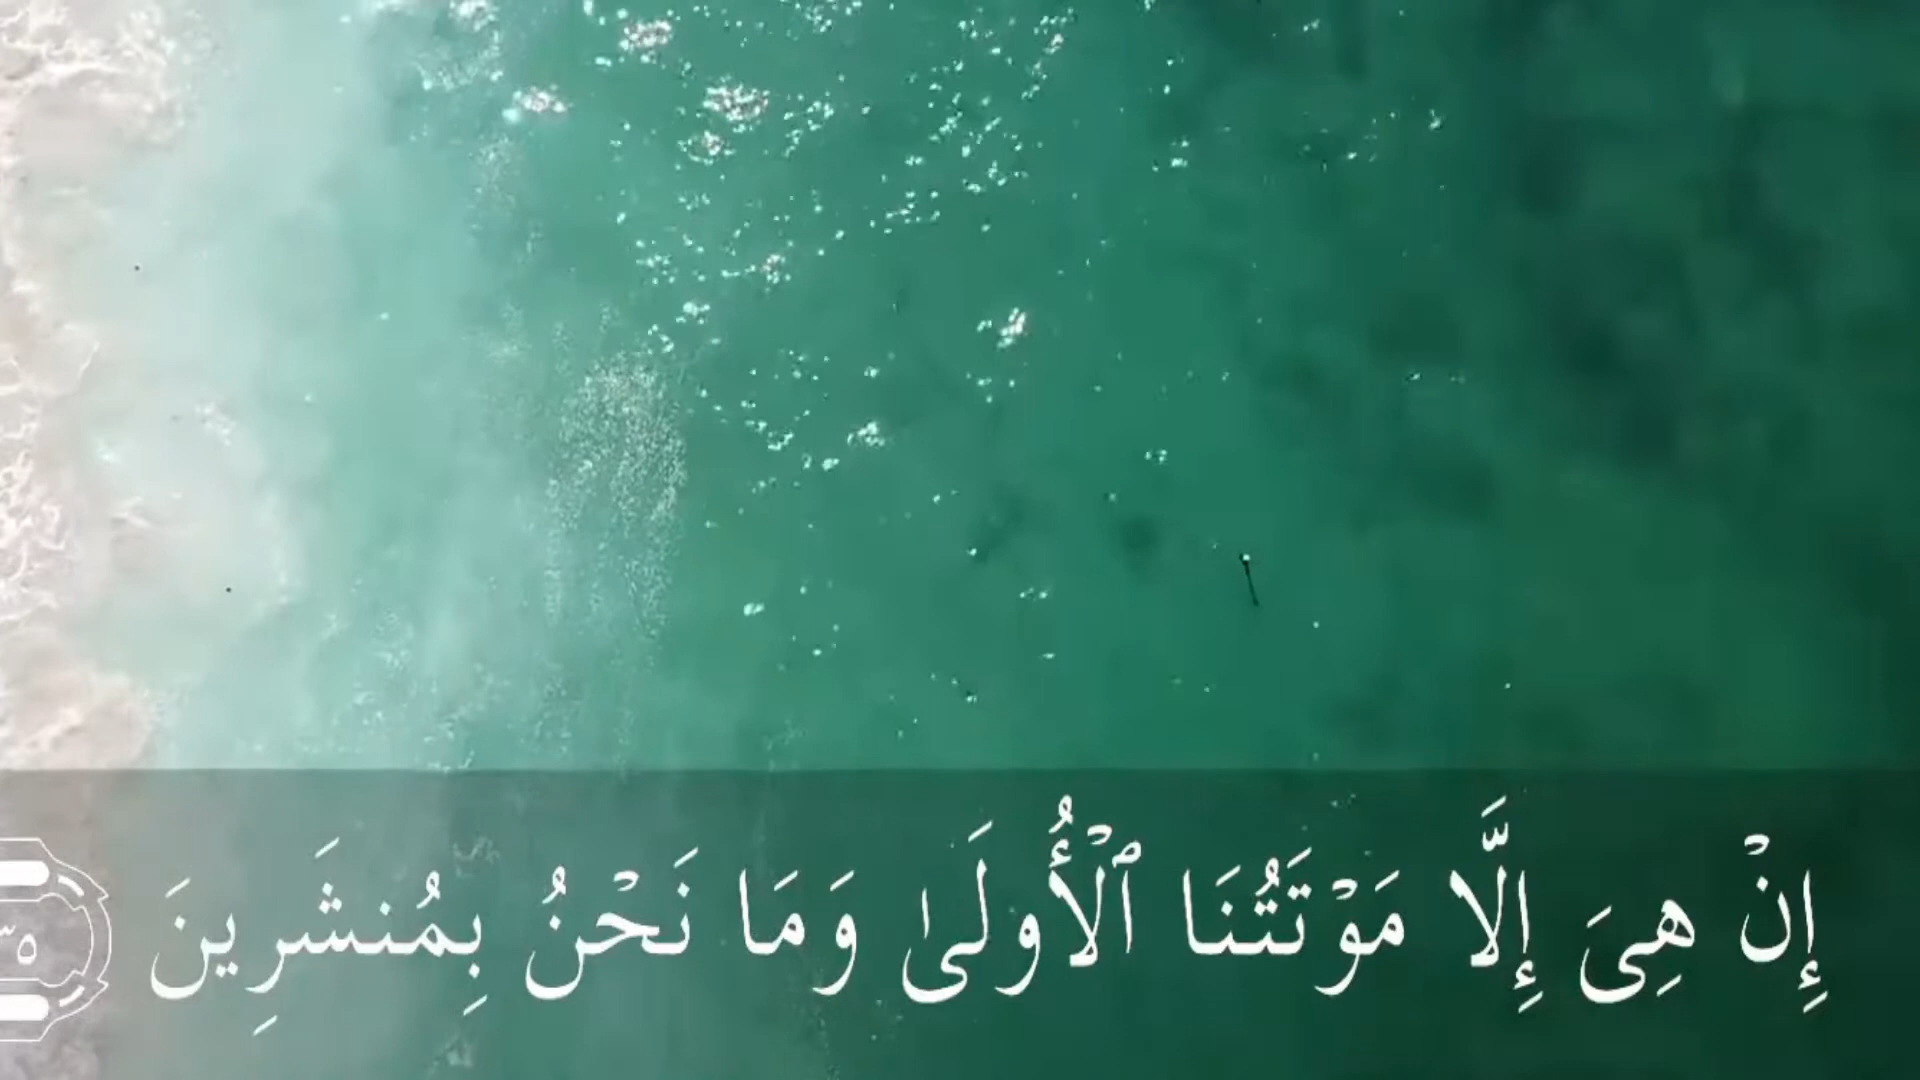 إِنْ هِىَ إِلَّا مَوْتَتُنَا ٱلْأُولَىٰ وَمَا نَحْنُ بِمُنشَرِينَ ٣٥